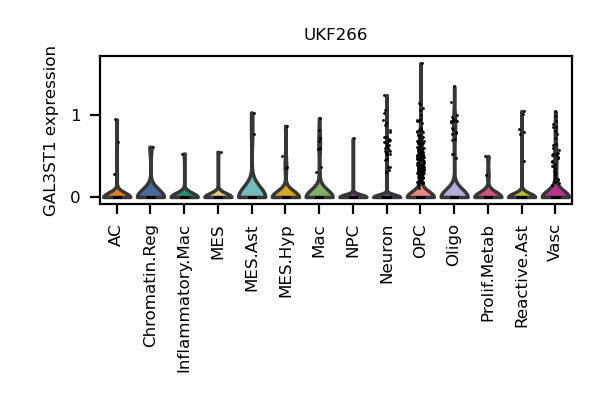 UKF266
GAL3ST1 expression
1
0
AC
Chromatin.Reg
Inflammatory.Mac
MES
MES.Ast
MES.Hyp
Mac
NPC
Neuron
OPC
Oligo
Prolif.Metab
Reactive.Ast
Vasc